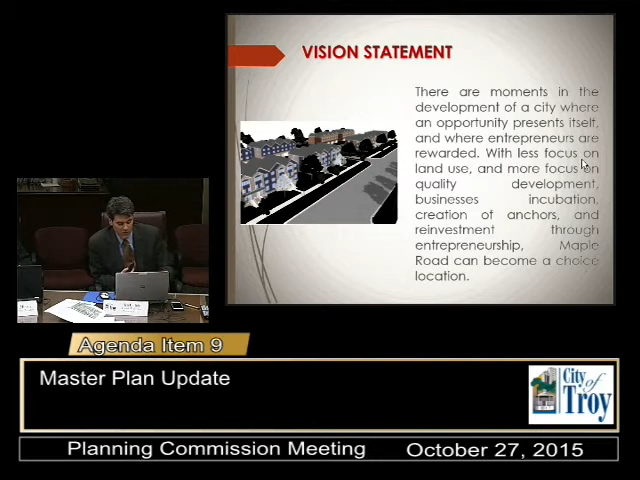 VISION STATEMENT
There are moments in the
development of a city where
an opportunity presents itself,
and where entrepreneurs are
rewarded. With less focus on
land use, and more focus on
quality development,
businesses incubation,
creation of anchors, and
reinvestment through
entrepreneurship, Maple
Road can become a choice
location.
Agenda Item 9
Master Plan Update
City
of
Troy
Planning Commission Meeting October 27, 2015